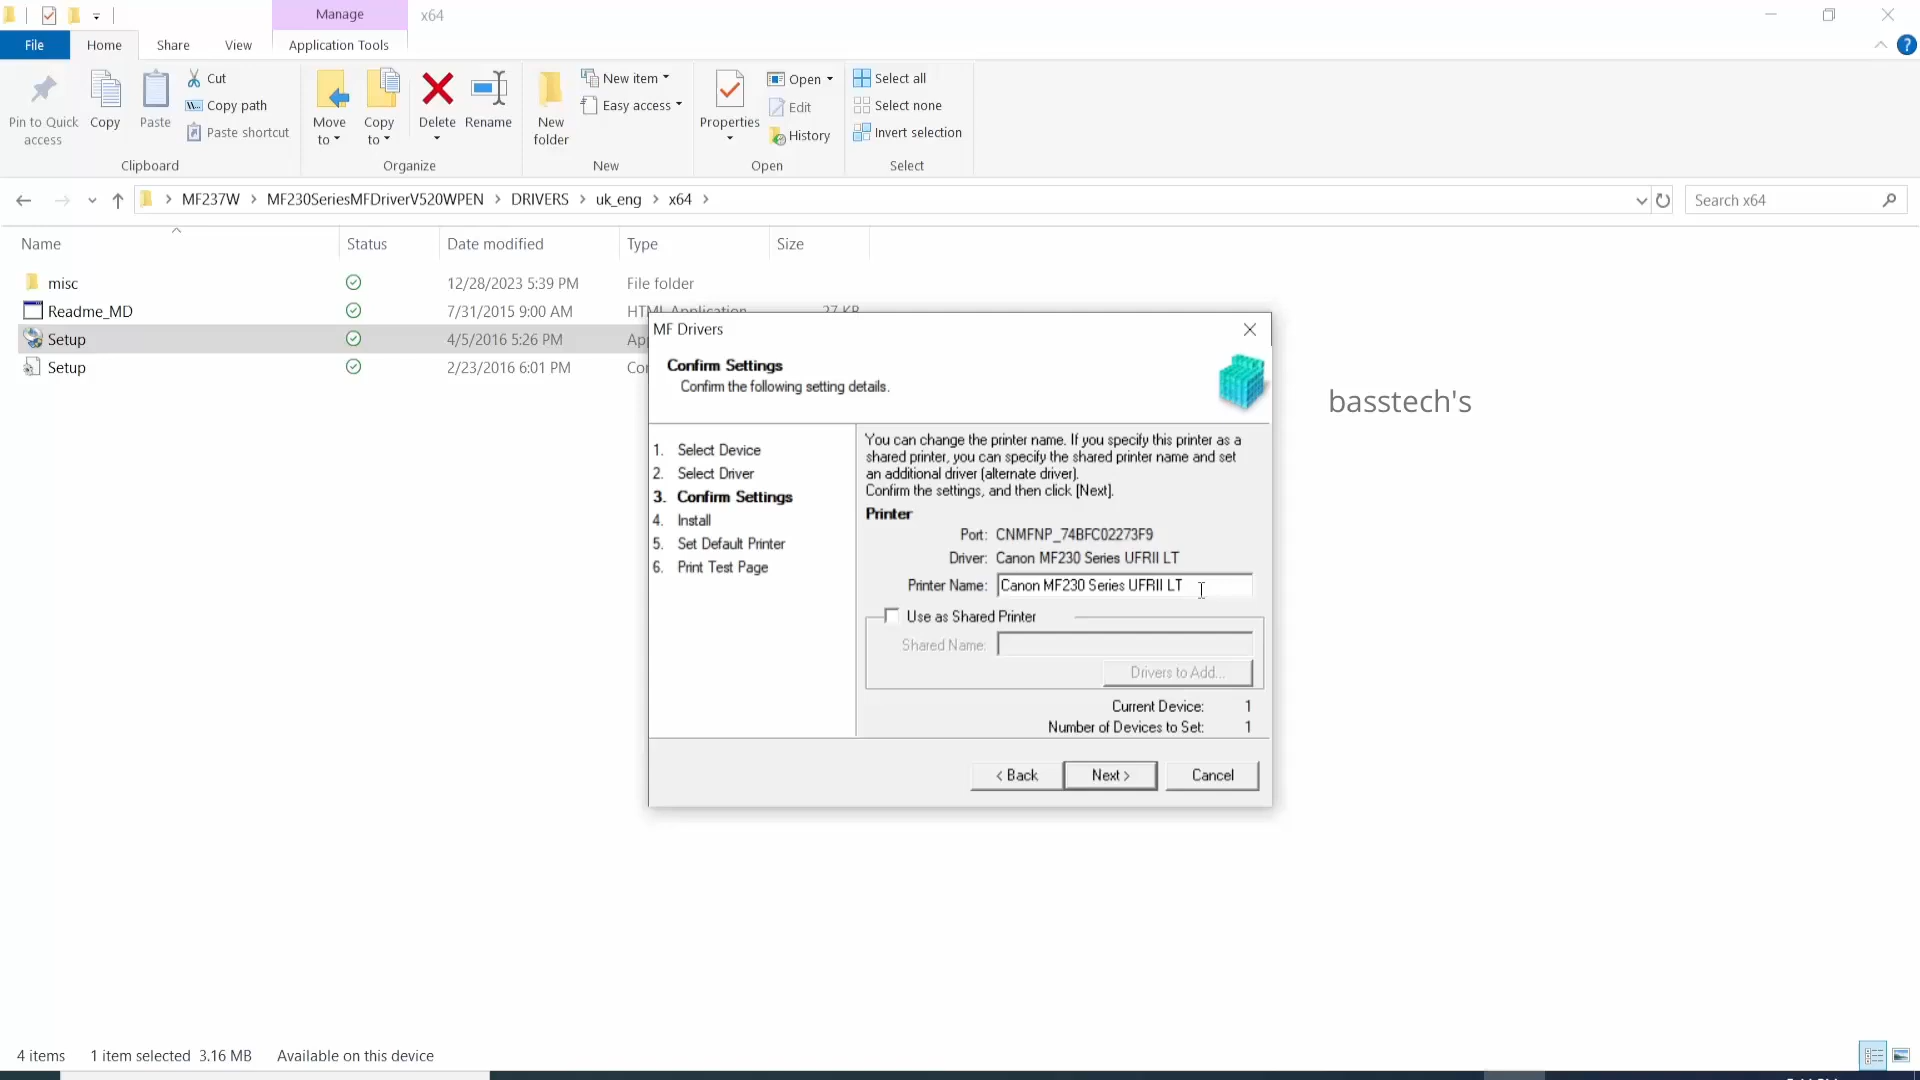 Manage
x64
File
Home
Share
View
Application Tools
Pin to Quick access
Copy
Paste
Cut
Copy path
Paste shortcut
Clipboard
Move to
Copy to
Delete
Rename
Organize
New folder
New item
Easy access
New
Properties
Open
Edit
History
Open
Select all
Select none
Invert selection
Select
MF237W > MF230SeriesMFDriverV520WPEN > DRIVERS > uk_eng > x64 >
Search x64
Name Status Date modified Type Size
misc 12/28/2023 5:39 PM File folder
Readme_MD 7/31/2015 9:00 AM HTML Application 27 KB
Setup 4/5/2016 5:26 PM Ap
Setup 2/23/2016 6:01 PM Co
MF Drivers
Confirm Settings
Confirm the following setting details.
basstech's
1. Select Device
2. Select Driver
3. Confirm Settings
4. Install
5. Set Default Printer
6. Print Test Page
You can change the printer name. If you specify this printer as a
shared printer, you can specify the shared printer name and set
an additional driver (alternate driver).
Confirm the settings, and then click [Next].
Printer
Port: CNMFNP_74BFC02273F9
Driver: Canon MF230 Series UFRII LT
Printer Name: Canon MF230 Series UFRII LT
Use as Shared Printer
Shared Name:
Drivers to Add...
Current Device: 1
Number of Devices to Set: 1
< Back
Next >
Cancel
4 items 1 item selected 3.16 MB Available on this device